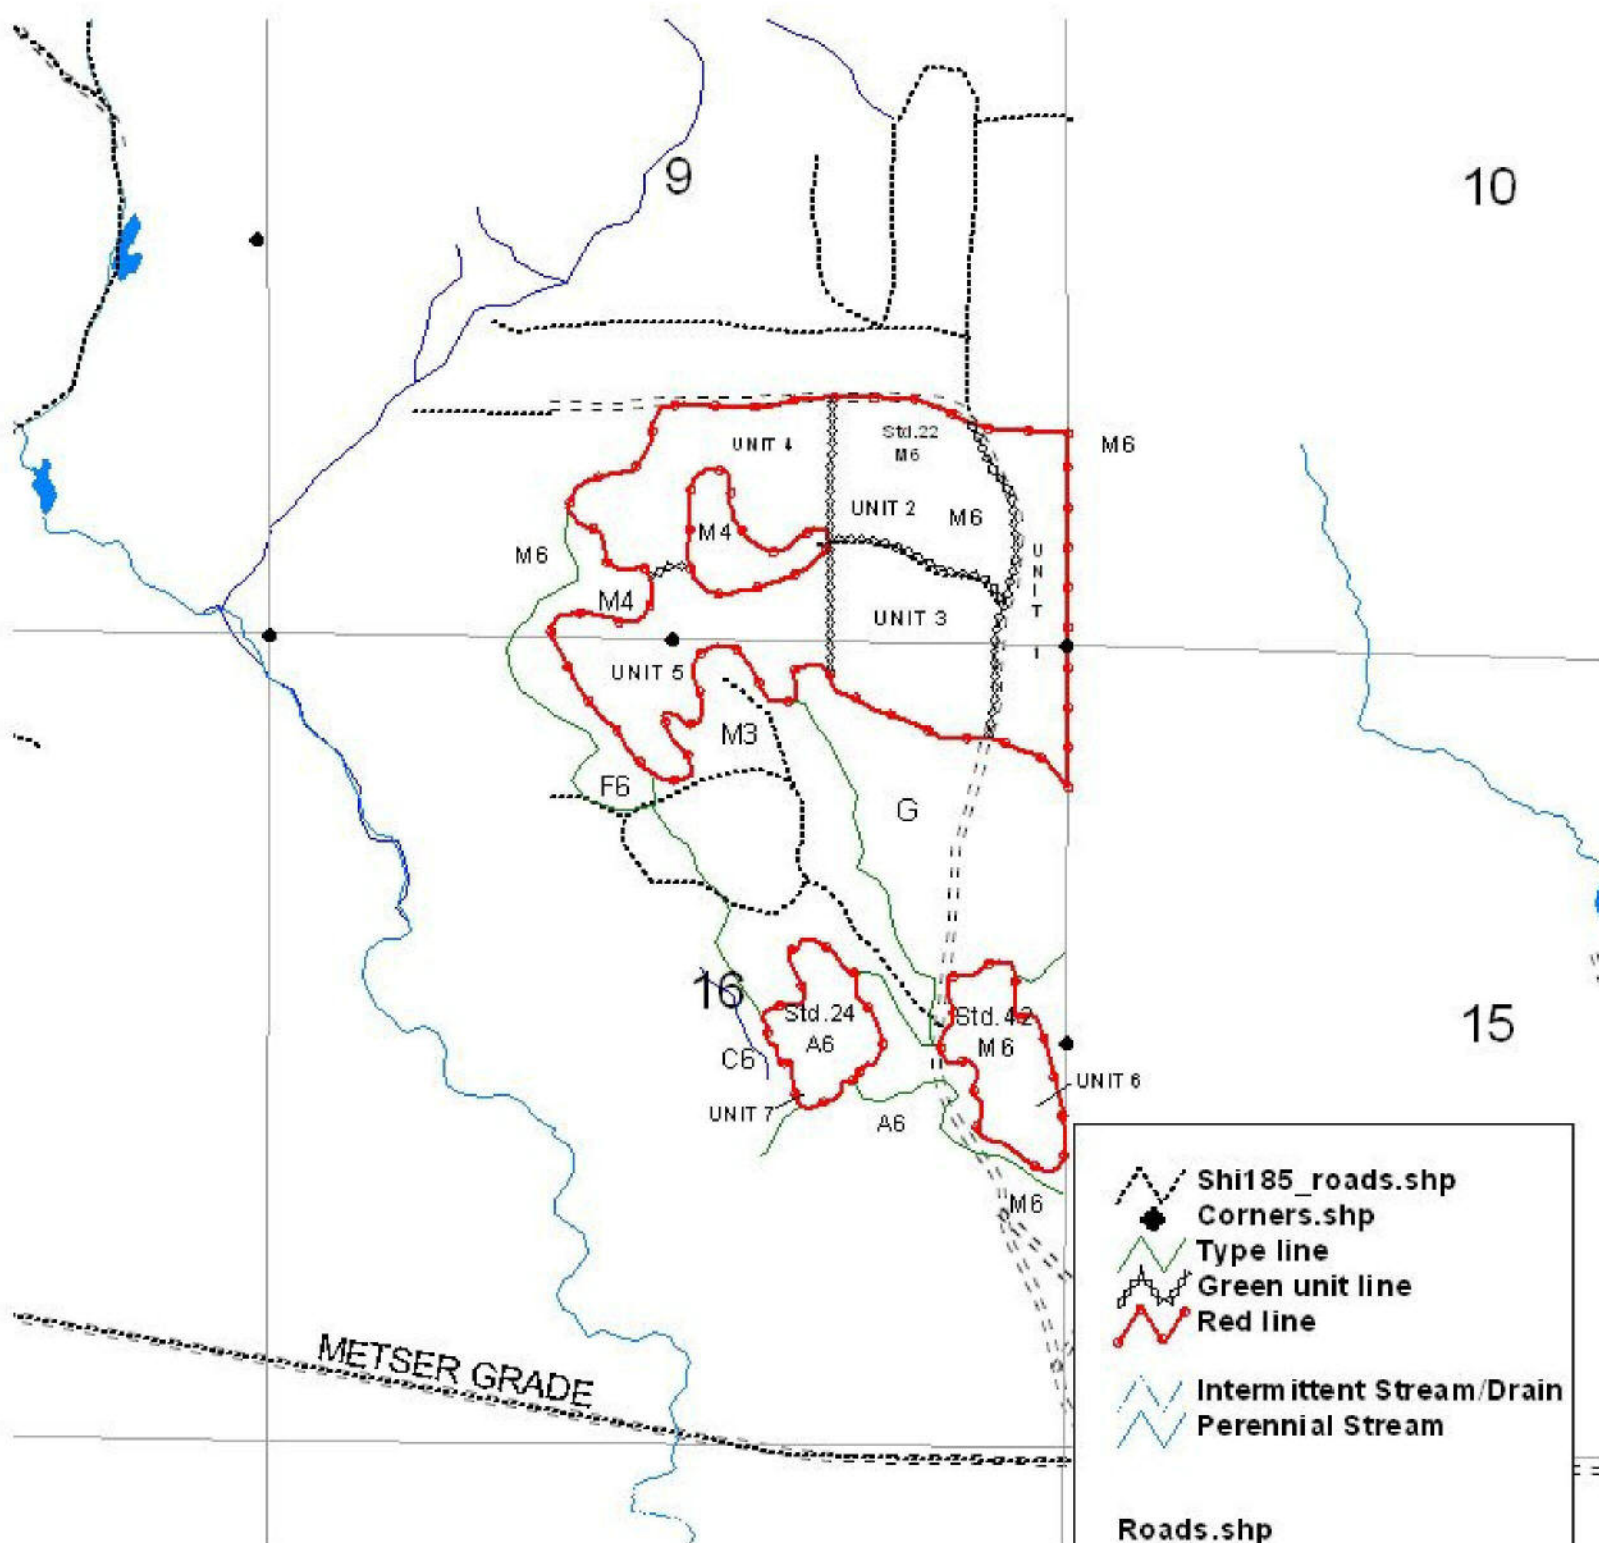 9
10
UNIT 4
Std.22
M6
M6
UNIT 2
M6
M4
M6
UNIT 1
M4
UNIT 3
UNIT 5
M3
F6
G
16
Std.24
A6
Std.42
M6
15
C6
UNIT 6
UNIT 7
A6
M6
METSER GRADE
Shi185_roads.shp
Corners.shp
Type line
Green unit line
Red line
Intermittent Stream/Drain
Perennial Stream
Roads.shp